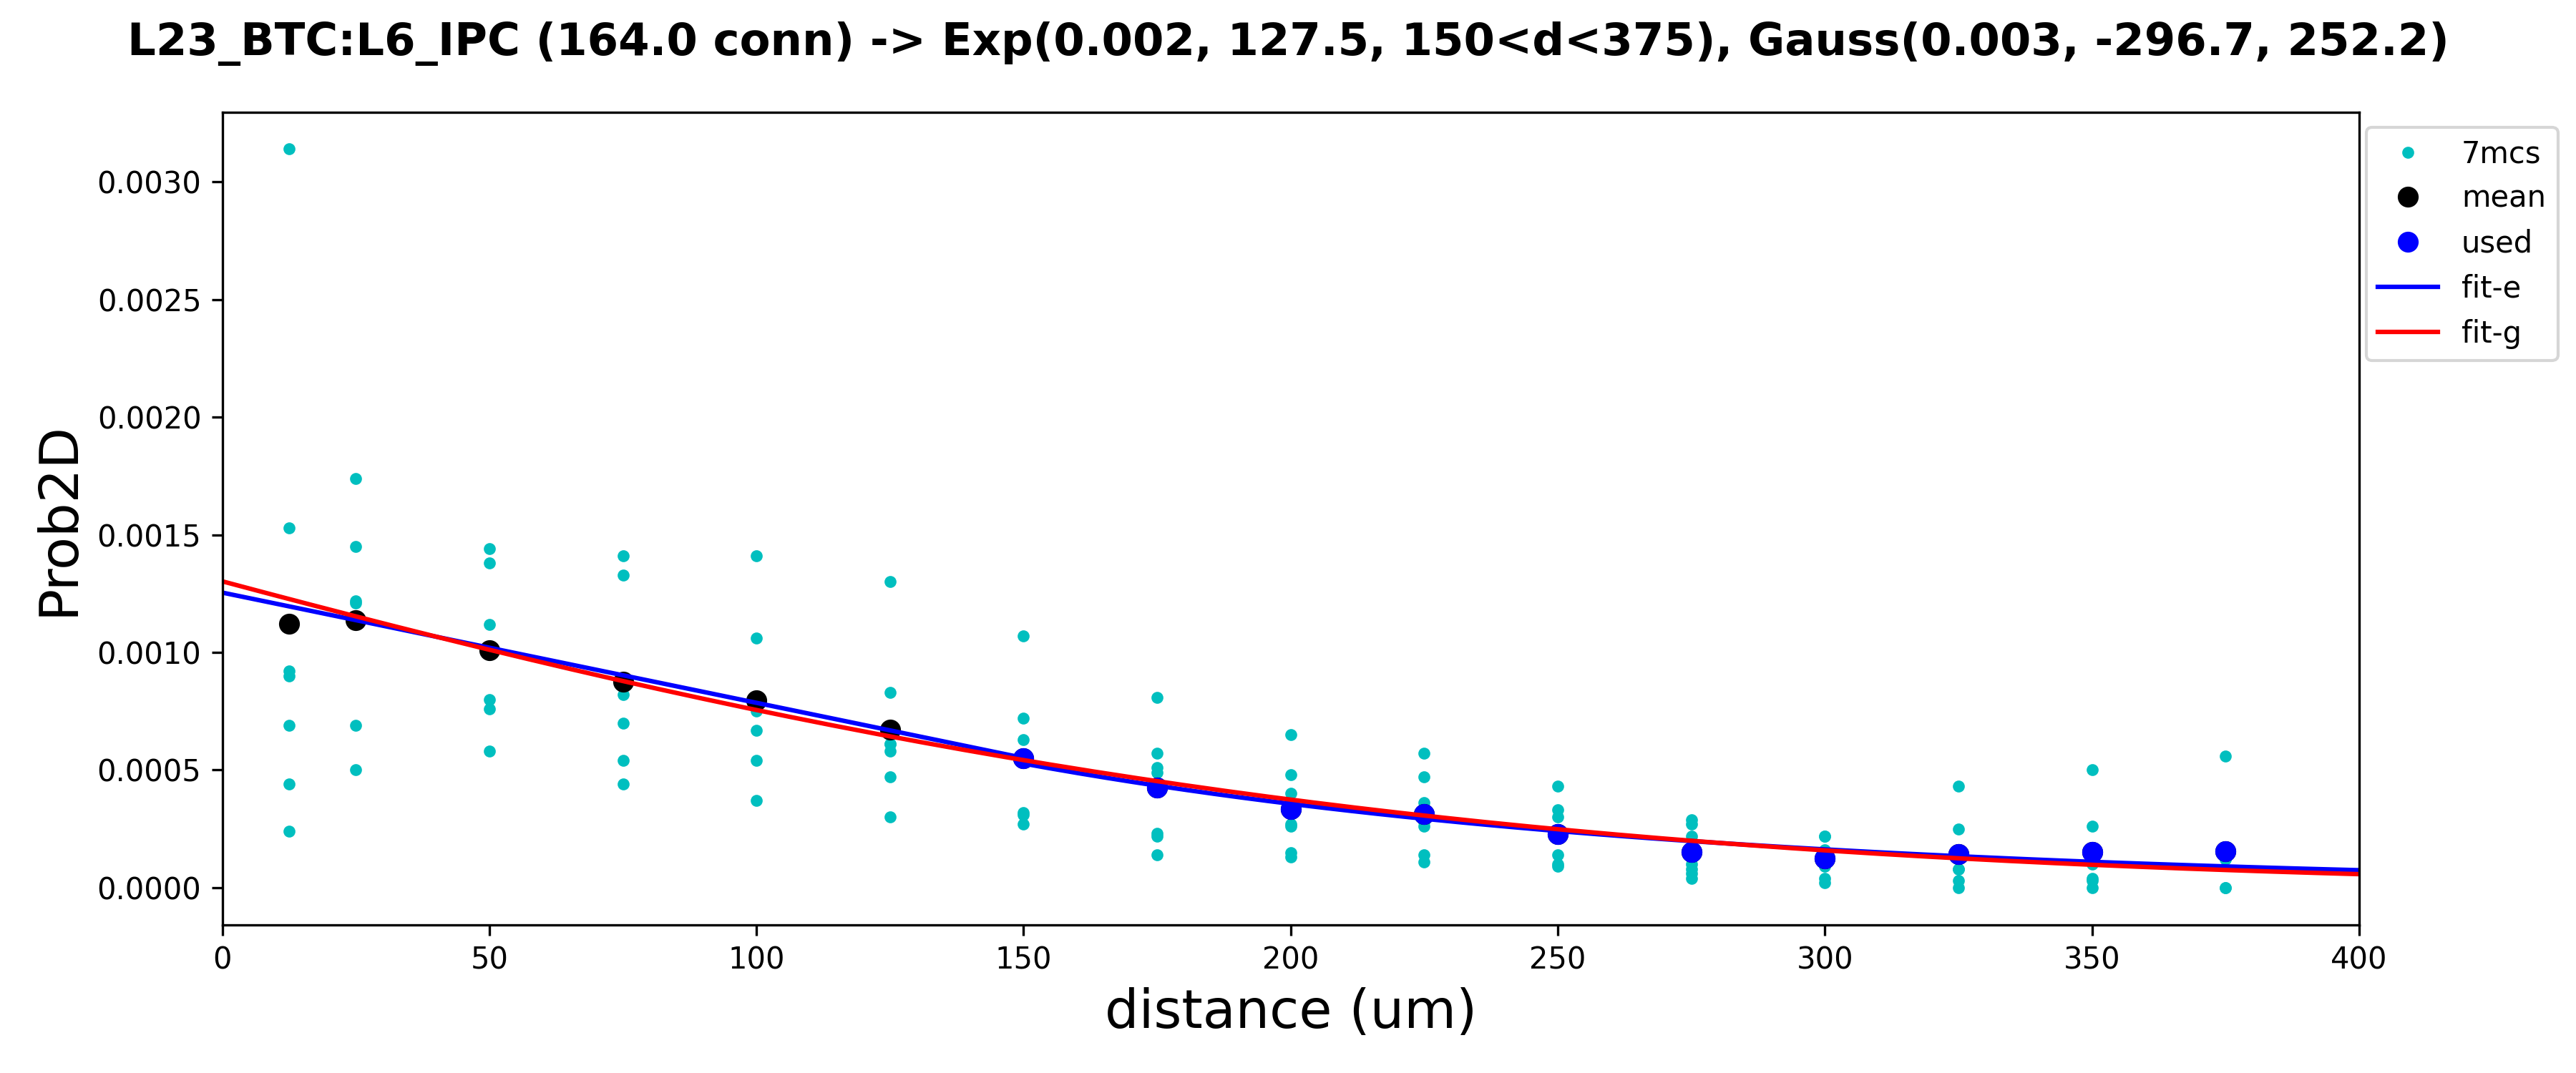 L23_BTC:L6_IPC (164.0 conn) -> Exp(0.002, 127.5, 150<d<375), Gauss(0.003, -296.7, 252.2)
7mcs
mean
used
fit-e
fit-g
Prob2D
0.0030
0.0025
0.0020
0.0015
0.0010
0.0005
0.0000
0 50 100 150 200 250 300 350 400
distance (um)